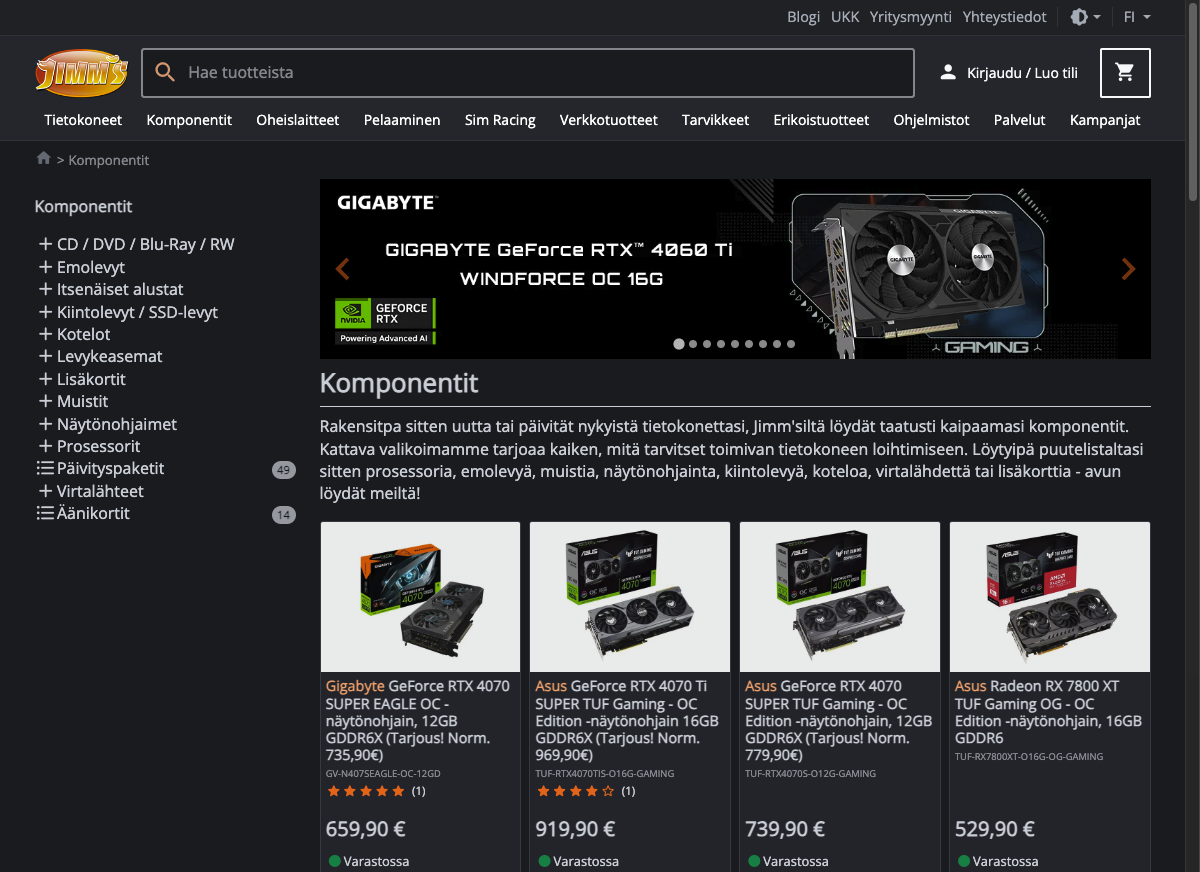 Blogi UKK Yritysmyynti Yhteystiedot FI
JIMM'S
Hae tuotteista
Kirjaudu / Luo tili
Tietokoneet Komponentit Oheislaitteet Pelaaminen Sim Racing Verkkotuotteet Tarvikkeet Erikoistuotteet Ohjelmistot Palvelut Kampanjat
> Komponentit
Komponentit
CD / DVD / Blu-Ray / RW
Emolevyt
Itsenäiset alustat
Kiintolevyt / SSD-levyt
Kotelot
Levykeasemat
Lisäkortit
Muistit
Näytönohjaimet
Prosessorit
Päivityspaketit 49
Virtalähteet
Äänikortit 14
GIGABYTE™
GIGABYTE GeForce RTX™ 4060 Ti
WINDFORCE OC 16G
NVIDIA
GEFORCE
RTX
Powering Advanced AI
GIGABYTE
GIGABYTE
GAMING
Komponentit
Rakensitpa sitten uutta tai päivität nykyistä tietokonettasi, Jimm'siltä löydät taatusti kaipaamasi komponentit.
Kattava valikoimamme tarjoaa kaiken, mitä tarvitset toimivan tietokoneen loihtimiseen. Löytyipä puutelistaltasi
sitten prosessoria, emolevyä, muistia, näytönohjainta, kiintolevyä, koteloa, virtalähdettä tai lisäkorttia - avun
löydät meiltä!
Gigabyte GeForce RTX 4070
SUPER EAGLE OC -
näytönohjain, 12GB
GDDR6X (Tarjous! Norm.
735,90€)
GV-N407SEAGLE-OC-12GD
(1)
659,90 €
Varastossa
Asus GeForce RTX 4070 Ti
SUPER TUF Gaming - OC
Edition -näytönohjain 16GB
GDDR6X (Tarjous! Norm.
969,90€)
TUF-RTX4070TIS-O16G-GAMING
(1)
919,90 €
Varastossa
Asus GeForce RTX 4070
SUPER TUF Gaming - OC
Edition -näytönohjain, 12GB
GDDR6X (Tarjous! Norm.
779,90€)
TUF-RTX4070S-O12G-GAMING
739,90 €
Varastossa
Asus Radeon RX 7800 XT
TUF Gaming OG - OC
Edition -näytönohjain, 16GB
GDDR6
TUF-RX7800XT-O16G-OG-GAMING
529,90 €
Varastossa